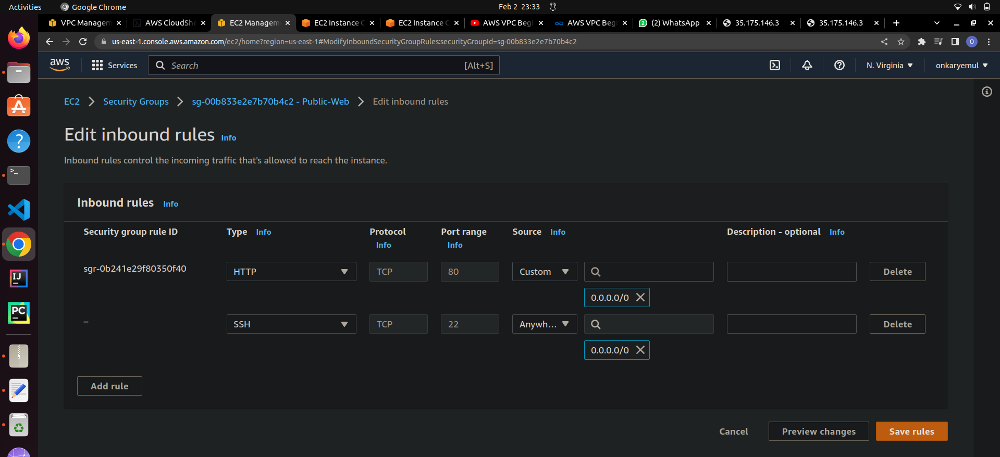 Activities
Google Chrome
Feb 2 23:33
VPC Managem
AWS CloudShe
EC2 Managem
EC2 Instance C
EC2 Instance C
AWS VPC Begi
AWS VPC Begi
(2) WhatsApp
35.175.146.3
35.175.146.3
us-east-1.console.aws.amazon.com/ec2/home?region=us-east-1#ModifyInboundSecurityGroupRules:securityGroupId=sg-00b833e2e7b70b4c2
O
aws
Services
Search
[Alt+S]
N. Virginia
onkaryemul
EC2
Security Groups
sg-00b833e2e7b70b4c2 - Public-Web
Edit inbound rules
Edit inbound rules Info
Inbound rules control the incoming traffic that's allowed to reach the instance.
Inbound rules Info
Security group rule ID
Type Info
Protocol
Info
Port range
Info
Source Info
Description - optional Info
sgr-0b241e29f80350f40
HTTP
TCP
80
Custom
Delete
0.0.0.0/0
–
SSH
TCP
22
Anywh...
Delete
0.0.0.0/0
Add rule
Cancel
Preview changes
Save rules
IJ
PC